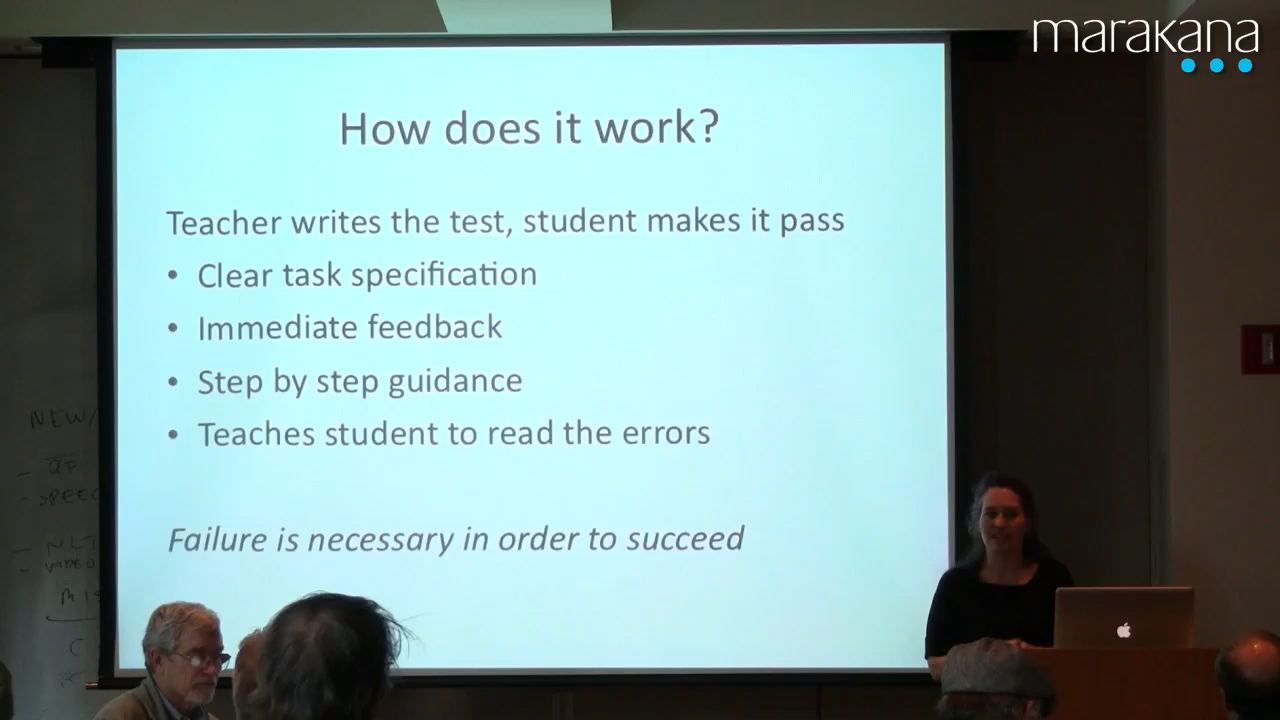 marakana
How does it work?
Teacher writes the test, student makes it pass
• Clear task specification
• Immediate feedback
• Step by step guidance
• Teaches student to read the errors
Failure is necessary in order to succeed
NEW/